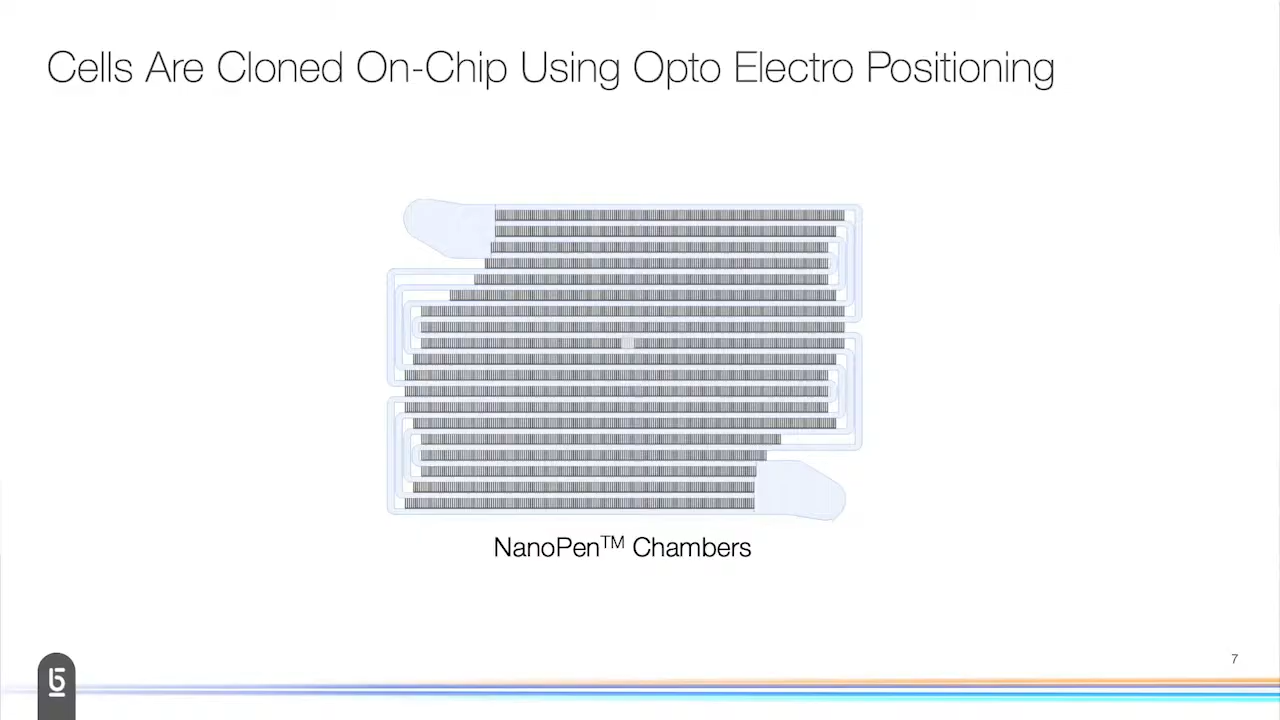 Cells Are Cloned On-Chip Using Opto Electro Positioning
NanoPen™ Chambers
7